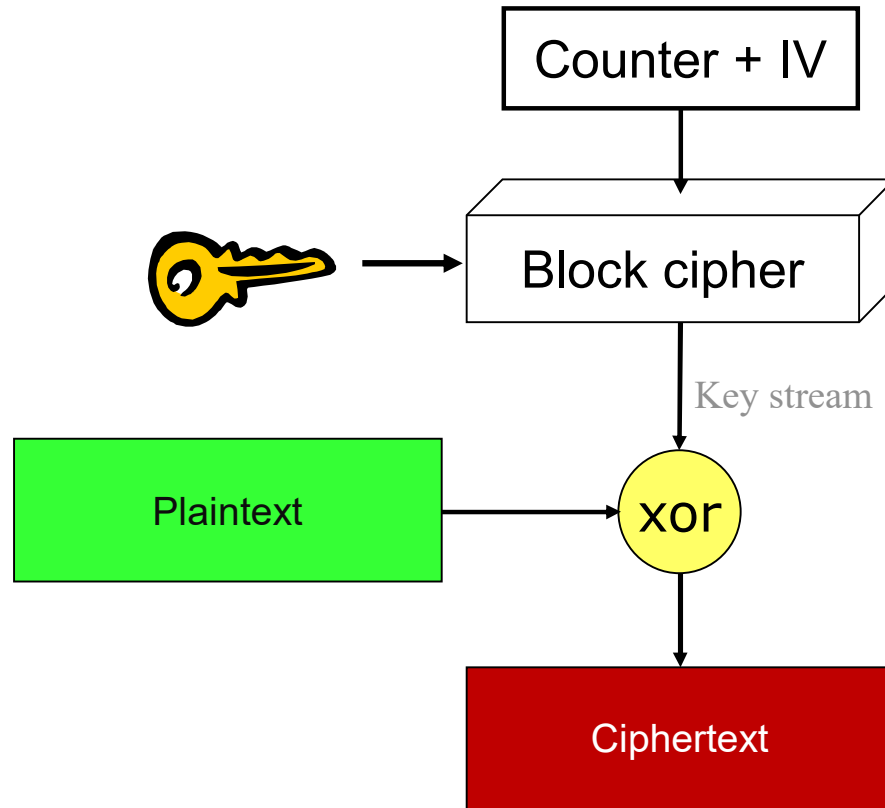 Counter + IV
Block cipher
Key stream
Plaintext
xor
Ciphertext